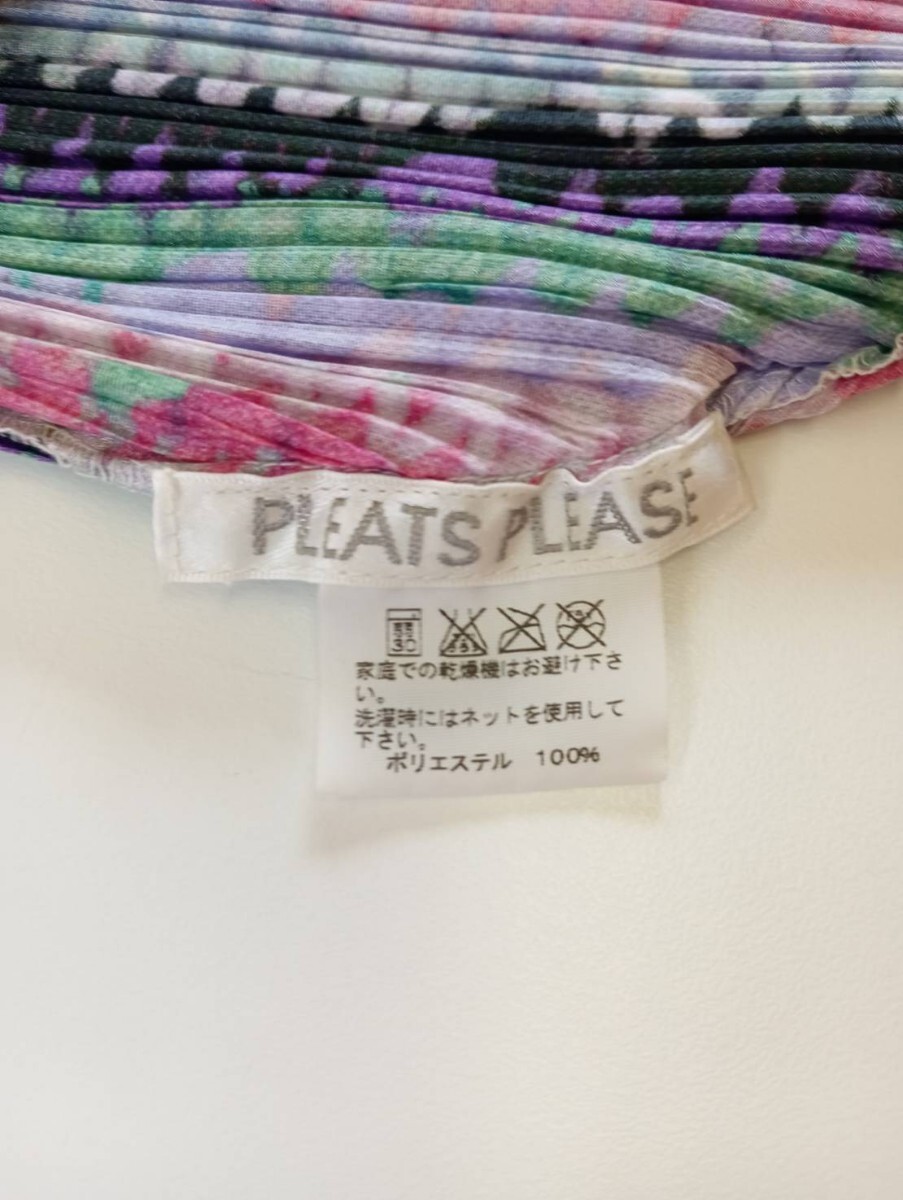 PLEATS PLEASE
弱
30
家庭での乾燥機はお避け下さ
い。
洗濯時にはネットを使用して
下さい。
ポリエステル 100%